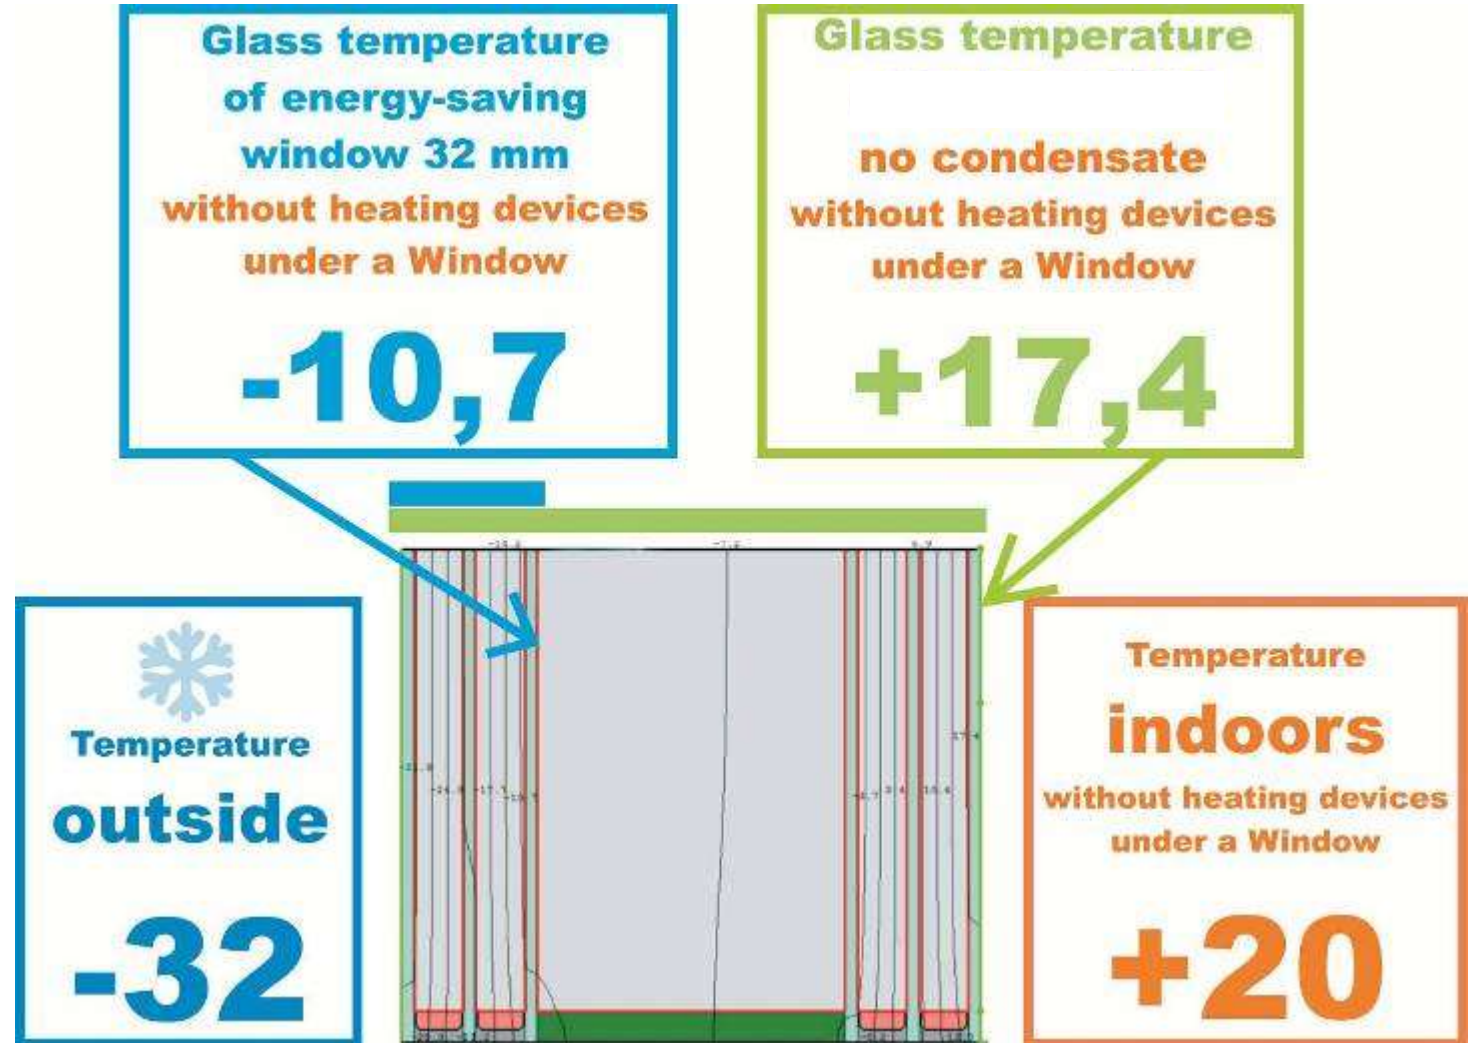 Glass temperature
of energy-saving
window 32 mm
without heating devices
under a Window
-10,7
Glass temperature
no condensate
without heating devices
under a Window
+17,4
Temperature
outside
-32
Temperature
indoors
without heating devices
under a Window
+20